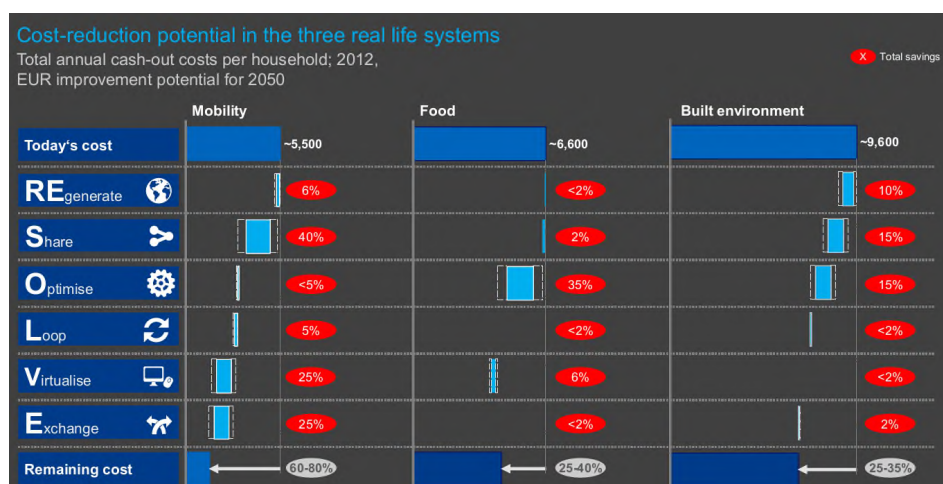 Cost-reduction potential in the three real life systems
Total annual cash-out costs per household; 2012,
EUR improvement potential for 2050
X Total savings
Mobility Food Built environment
Today's cost ~5,500 ~6,600 ~9,600
REgenerate 6% <2% 10%
Share 40% 2% 15%
Optimise <5% 35% 15%
Loop 5% <2% <2%
Virtualise 25% 6% <2%
Exchange 25% <2% 2%
Remaining cost 60-80% 25-40% 25-35%